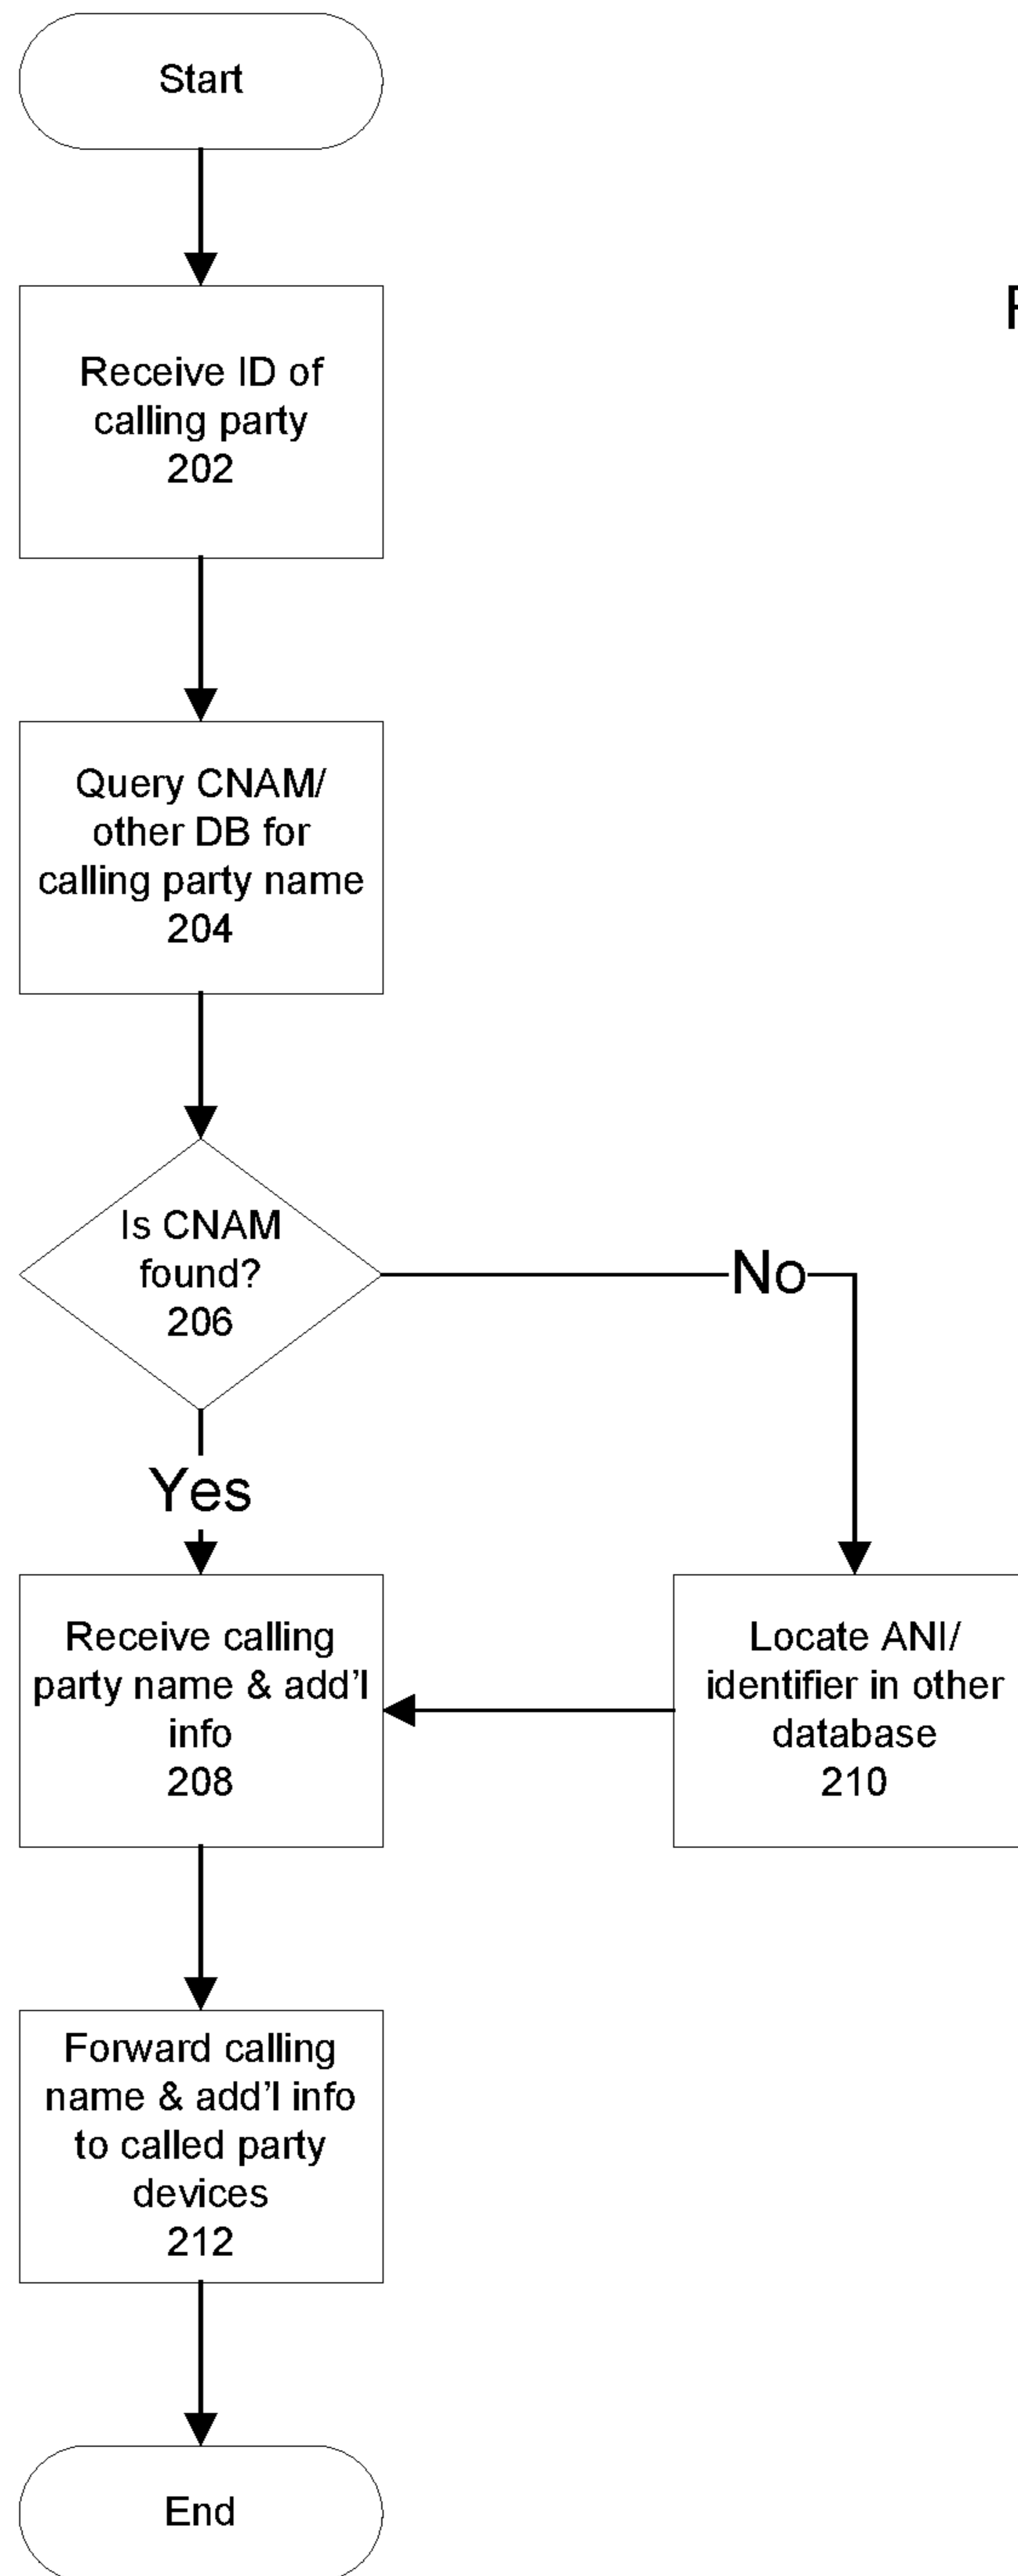 Start
Receive ID of
calling party
202
Query CNAM/
other DB for
calling party name
204
Is CNAM
found?
206
No
Yes
Receive calling
party name & add'l
info
208
Locate ANI/
identifier in other
database
210
Forward calling
name & add'l info
to called party
devices
212
End